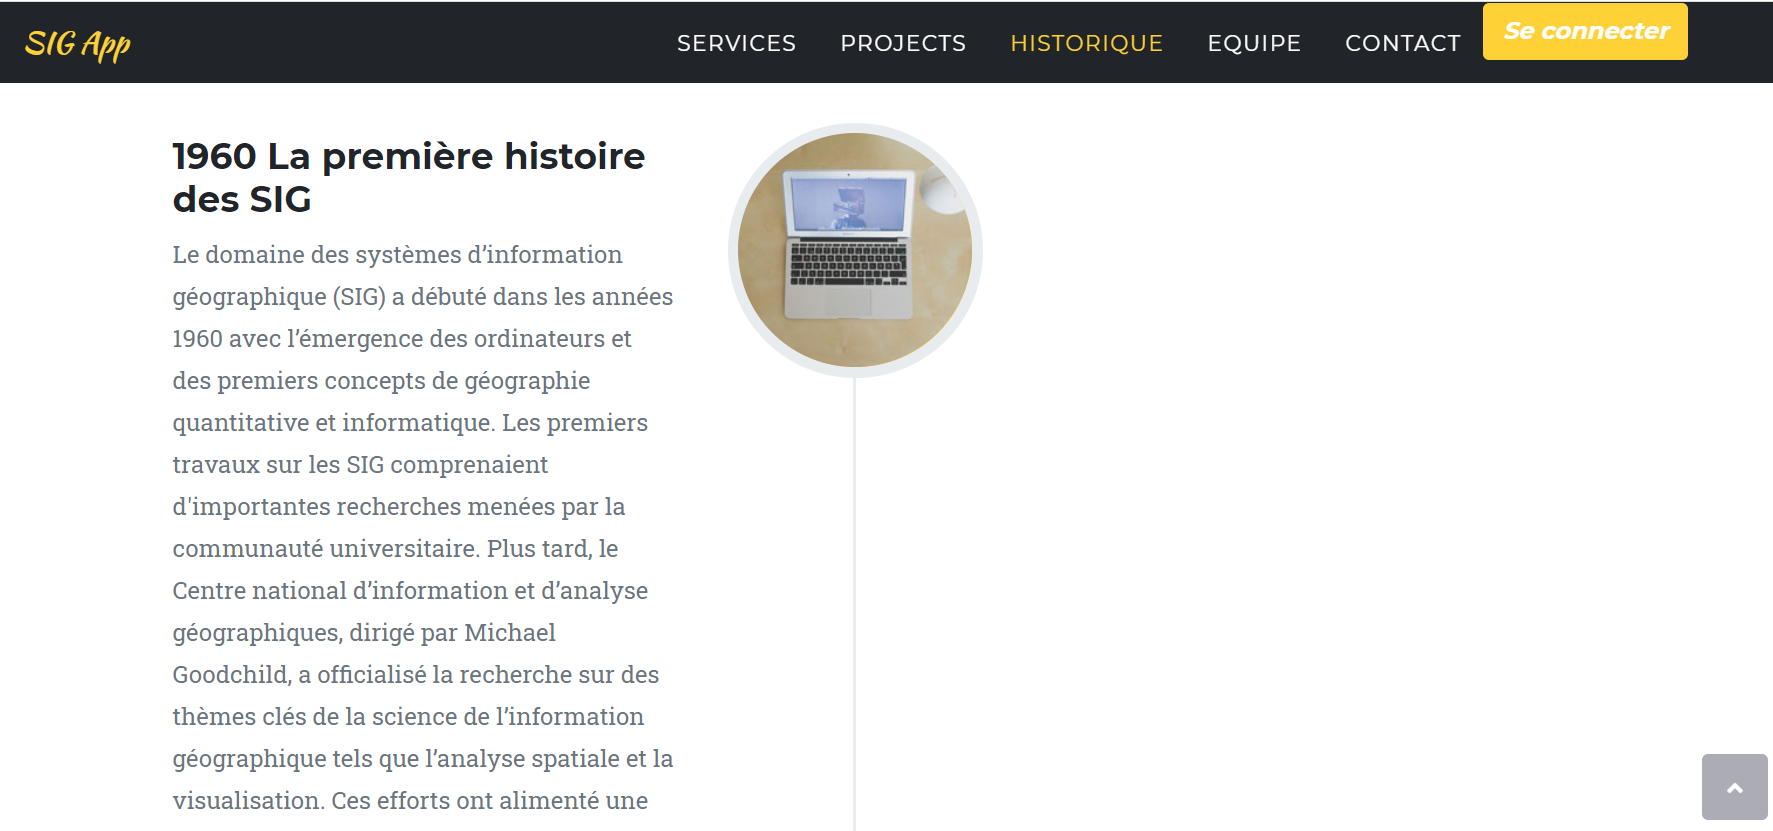 SIG App
SERVICES
PROJECTS
HISTORIQUE
EQUIPE
CONTACT
Se connecter
1960 La première histoire
des SIG
Le domaine des systèmes d’information
géographique (SIG) a débuté dans les années
1960 avec l’émergence des ordinateurs et
des premiers concepts de géographie
quantitative et informatique. Les premiers
travaux sur les SIG comprenaient
d'importantes recherches menées par la
communauté universitaire. Plus tard, le
Centre national d’information et d’analyse
géographiques, dirigé par Michael
Goodchild, a officialisé la recherche sur des
thèmes clés de la science de l’information
géographique tels que l’analyse spatiale et la
visualisation. Ces efforts ont alimenté une